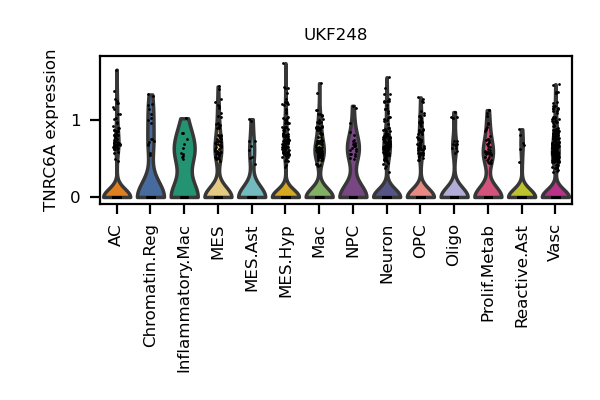 UKF248
TNRC6A expression
1
0
AC
Chromatin.Reg
Inflammatory.Mac
MES
MES.Ast
MES.Hyp
Mac
NPC
Neuron
OPC
Oligo
Prolif.Metab
Reactive.Ast
Vasc